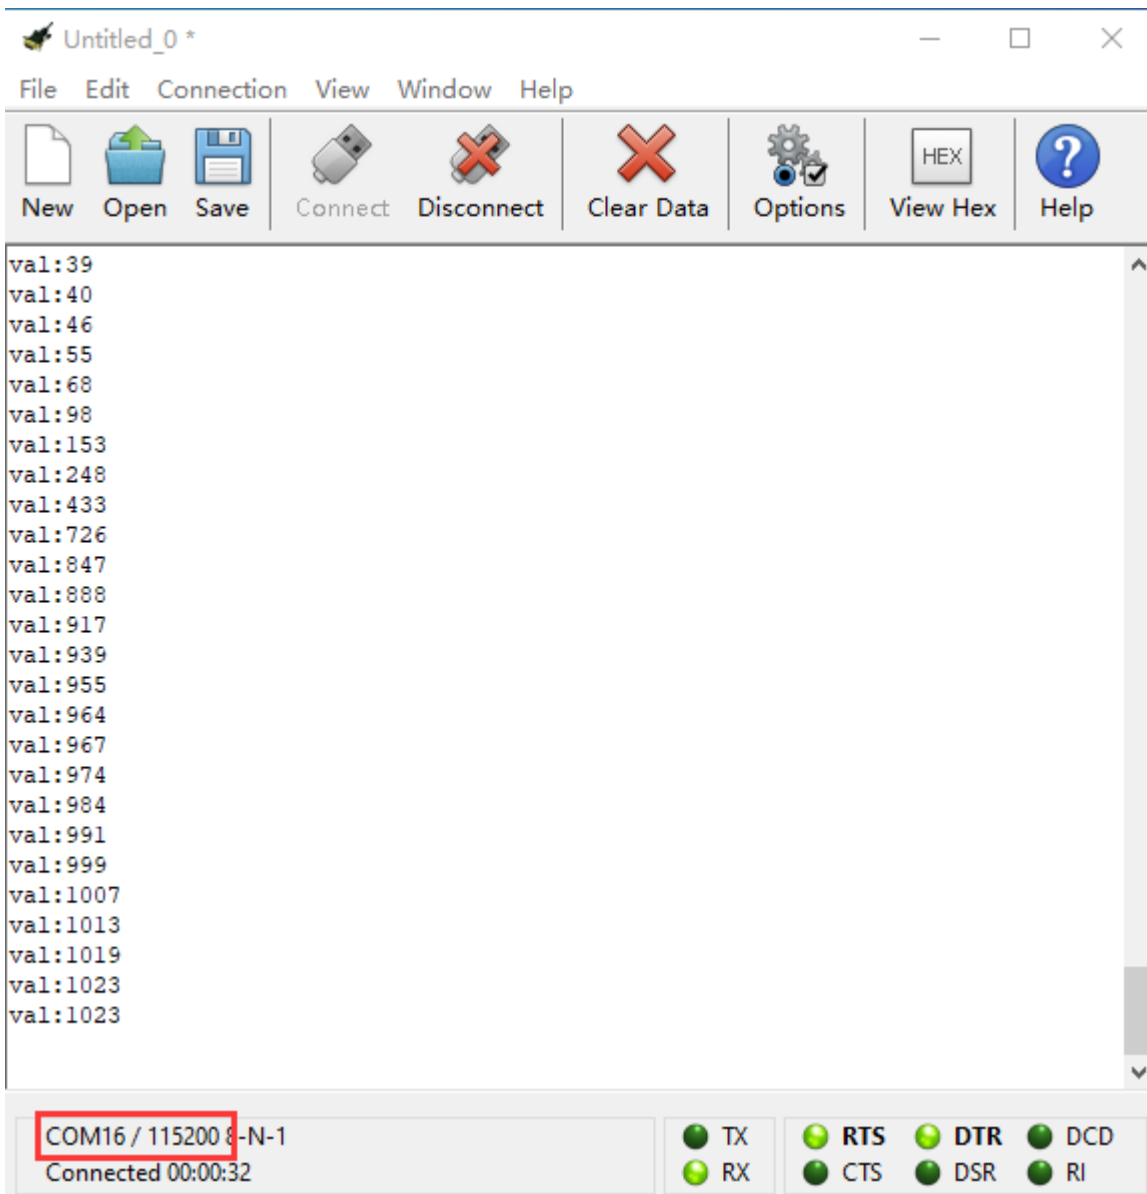 Untitled_0 *
File Edit Connection View Window Help
New Open Save Connect Disconnect Clear Data Options HEX View Hex ? Help
val:39
val:40
val:46
val:55
val:68
val:98
val:153
val:248
val:433
val:726
val:847
val:888
val:917
val:939
val:955
val:964
val:967
val:974
val:984
val:991
val:999
val:1007
val:1013
val:1019
val:1023
val:1023
COM16 / 115200 8-N-1 TX RTS DTR DCD
Connected 00:00:32 RX CTS DSR RI